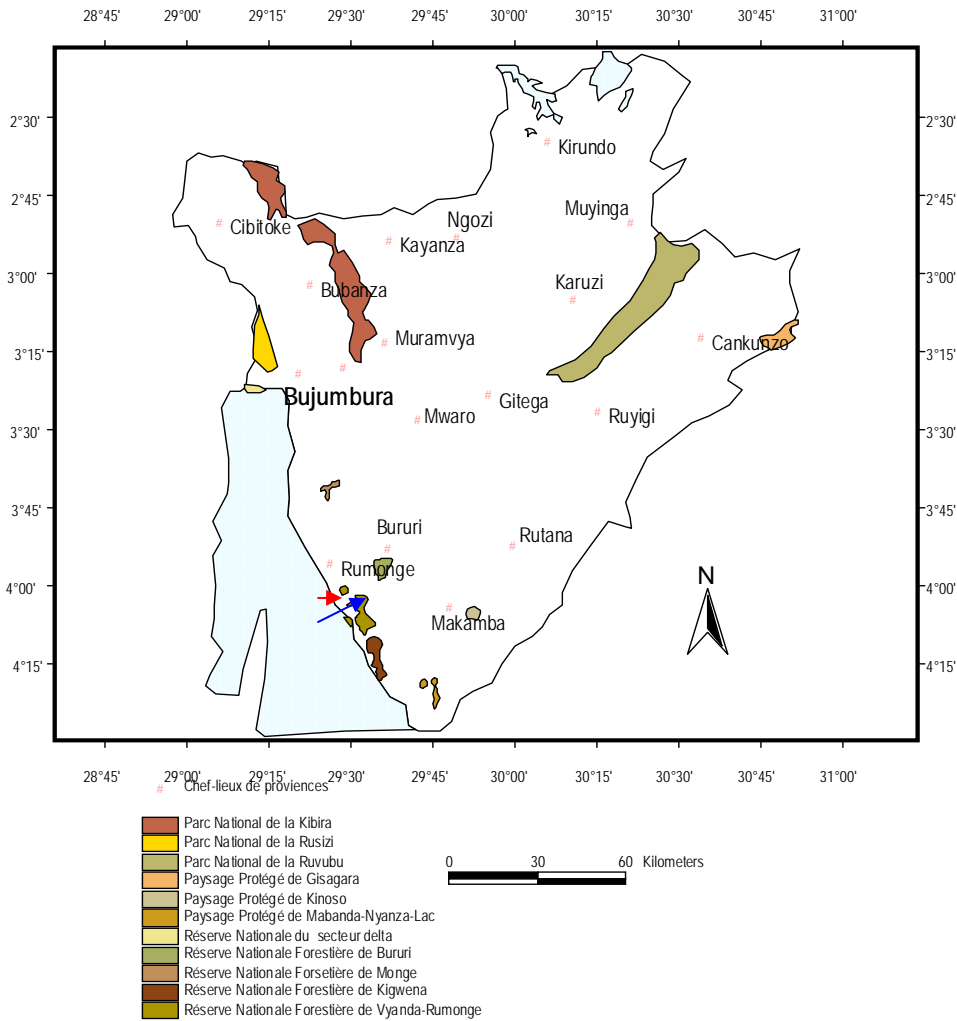 28°45' 29°00' 29°15' 29°30' 29°45' 30°00' 30°15' 30°30' 30°45' 31°00'
2°30' 2°30'
Kirundo
2°45' 2°45'
Muyinga
Ngozi
Cibitoke
Kayanza
3°00' 3°00'
Karuzi
Bubanza
Muramvya
Cankunzo
3°15' 3°15'
Bujumbura
Gitega
Mwaro
Ruyigi
3°30' 3°30'
3°45' 3°45'
Bururi
Rutana
Rumonge
4°00' 4°00'
N
Makamba
4°15' 4°15'
28°45' 29°00' 29°15' 29°30' 29°45' 30°00' 30°15' 30°30' 30°45' 31°00'
# Chef-lieux de proviences
Parc National de la Kibira
Parc National de la Rusizi
Parc National de la Ruvubu
Paysage Protégé de Gisagara
Paysage Protégé de Kinoso
Paysage Protégé de Mabanda-Nyanza-Lac
Réserve Nationale du secteur delta
Réserve Nationale Forestière de Bururi
Réserve Nationale Forsetière de Monge
Réserve Nationale Forestière de Kigwena
Réserve Nationale Forestière de Vyanda-Rumonge
0 30 60 Kilometers